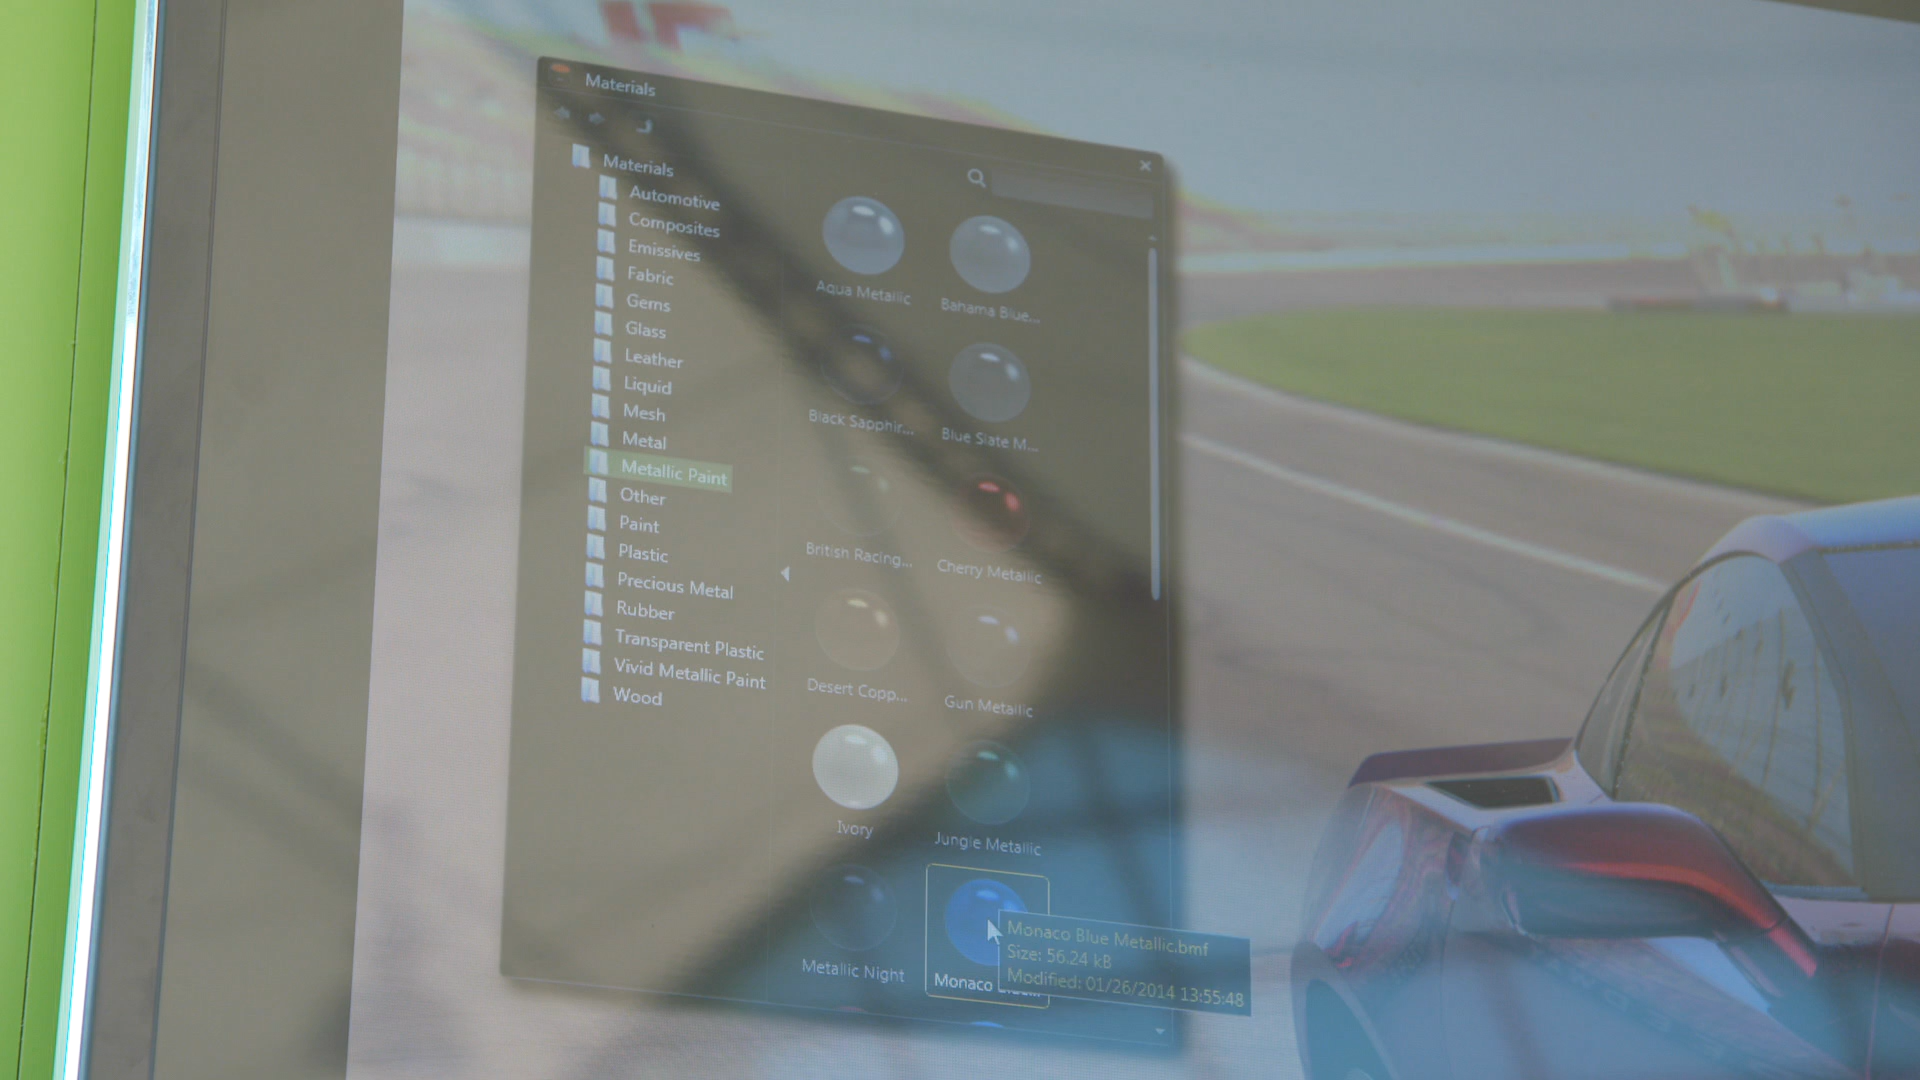 Materials
Materials
Automotive
Composites
Emissives
Fabric
Gems
Glass
Leather
Liquid
Mesh
Metal
Metallic Paint
Other
Paint
Plastic
Precious Metal
Rubber
Transparent Plastic
Vivid Metallic Paint
Wood
Aqua Metallic
Bahama Blue...
Black Sapphir...
Blue Slate M...
British Racing...
Cherry Metallic
Desert Copp...
Gun Metallic
Ivory
Jungle Metallic
Metallic Night
Monaco Blue...
Monaco Blue Metallic.bmf
Size: 56.24 kB
Modified: 01/26/2014 13:55:48